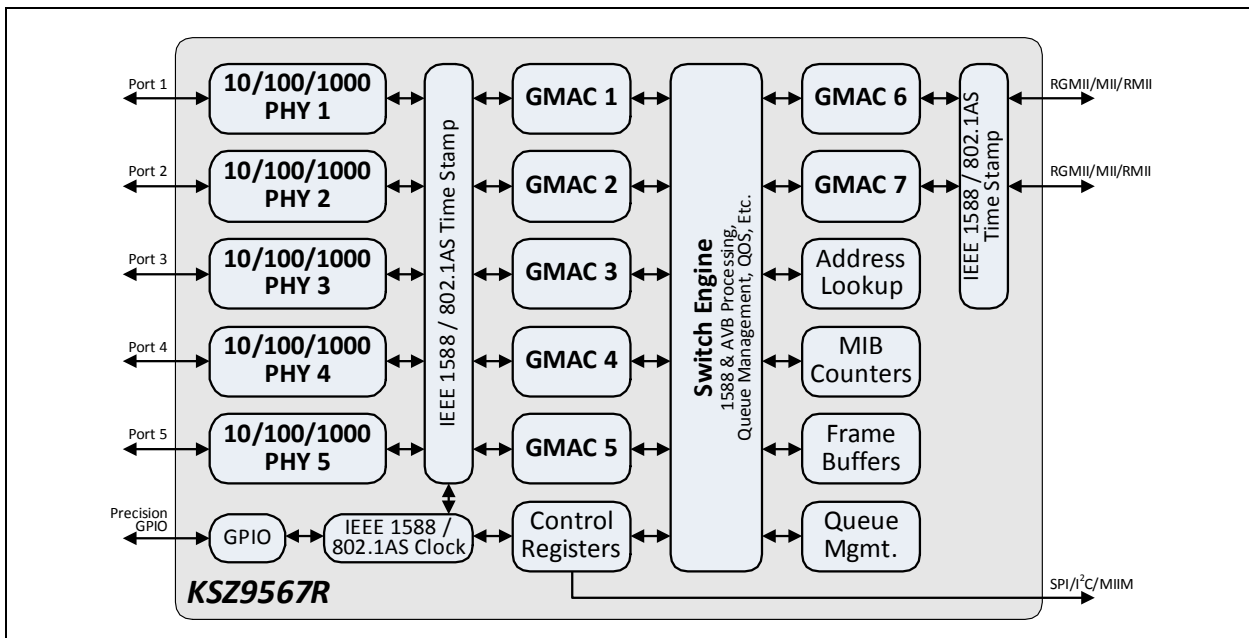 Port 1
10/100/1000
PHY 1
GMAC 1
GMAC 6
RGMII/MII/RMII
Port 2
10/100/1000
PHY 2
GMAC 2
GMAC 7
RGMII/MII/RMII
Port 3
10/100/1000
PHY 3
GMAC 3
Address
Lookup
Port 4
10/100/1000
PHY 4
GMAC 4
MIB
Counters
Port 5
10/100/1000
PHY 5
GMAC 5
Frame
Buffers
IEEE 1588 / 802.1AS Time Stamp
Switch Engine
1588 & AVB Processing,
Queue Management, QOS, Etc.
IEEE 1588 / 802.1AS
Time Stamp
Precision
GPIO
GPIO
IEEE 1588 /
802.1AS Clock
Control
Registers
Queue
Mgmt.
KSZ9567R
SPI/I²C/MIIM